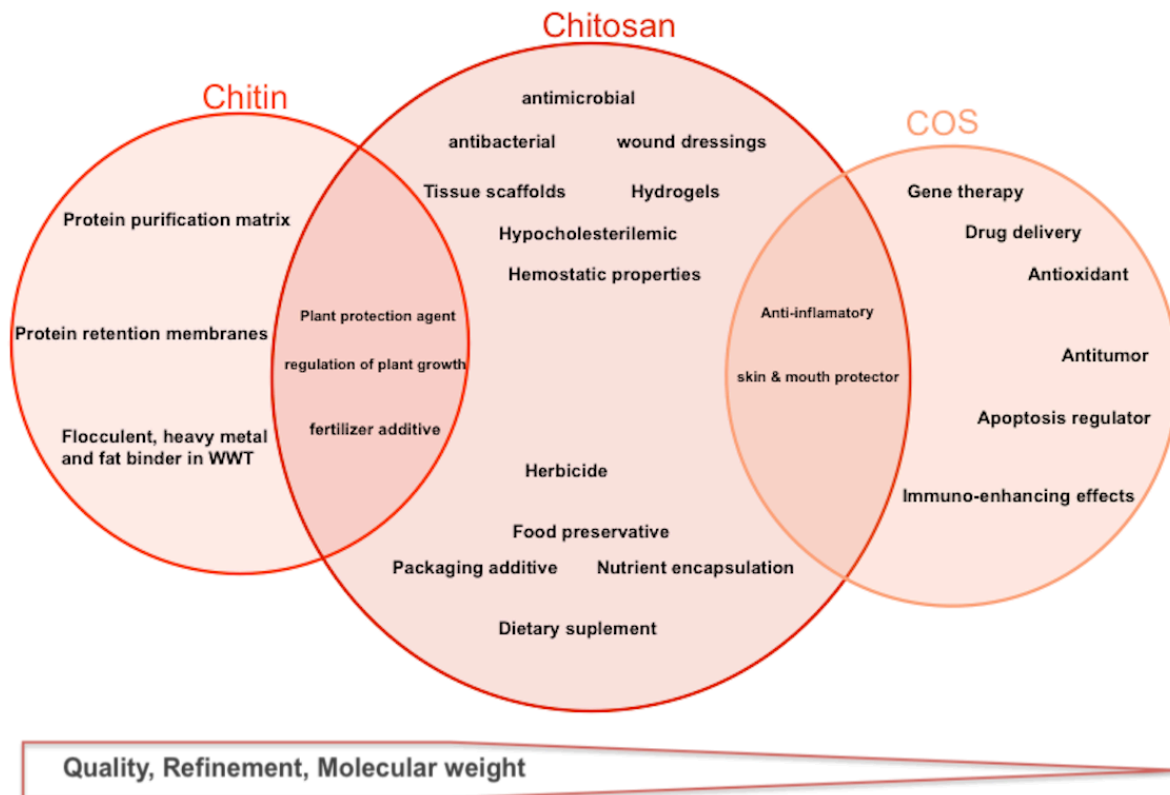 Chitosan
Chitin
COS
antimicrobial
antibacterial
wound dressings
Tissue scaffolds
Hydrogels
Hypocholesterilemic
Hemostatic properties
Protein purification matrix
Protein retention membranes
Flocculent, heavy metal
and fat binder in WWT
Plant protection agent
regulation of plant growth
fertilizer additive
Herbicide
Food preservative
Packaging additive
Nutrient encapsulation
Dietary suplement
Anti-inflamatory
skin & mouth protector
Gene therapy
Drug delivery
Antioxidant
Antitumor
Apoptosis regulator
Immuno-enhancing effects
Quality, Refinement, Molecular weight